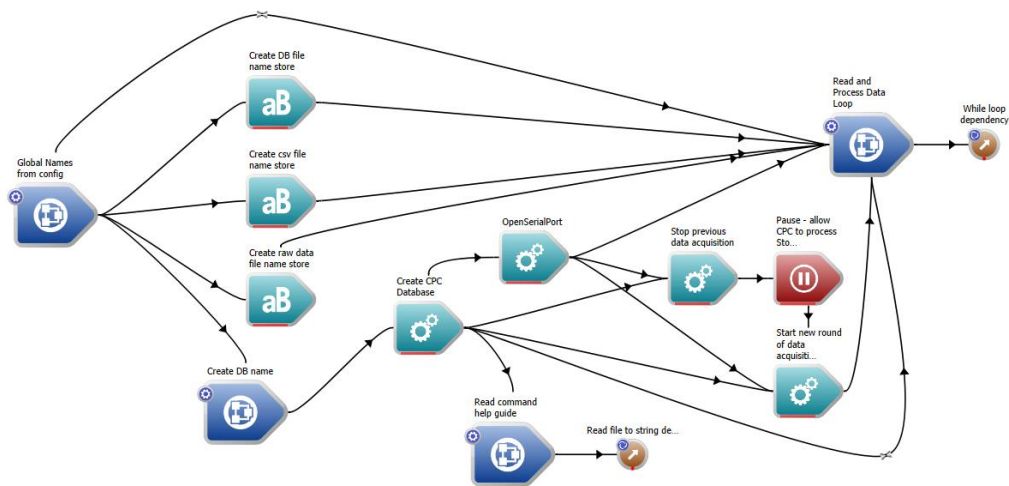 Create DB file
name store
aB
Read and
Process Data
Loop
While loop
dependency
Global Names
from config
Create csv file
name store
aB
OpenSerialPort
Stop previous
data acquisition
Pause - allow
CPC to process
Sto...
Create raw data
file name store
aB
Create CPC
Database
Start new round
of data
acquisiti...
Create DB name
Read command
help guide
Read file to string de...